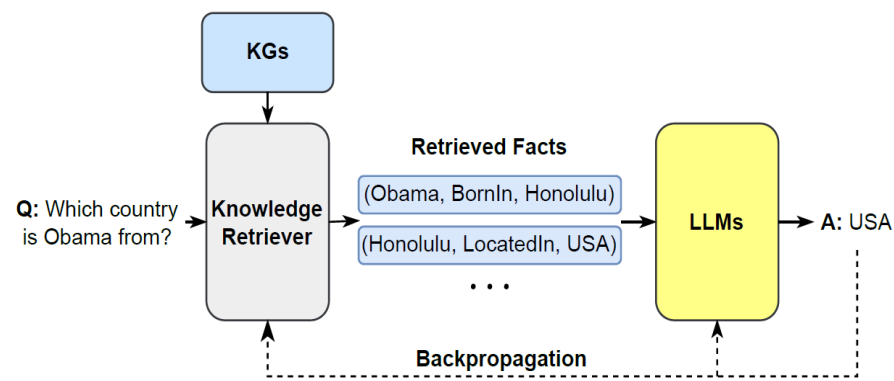 KGs
Q: Which country
is Obama from?
Knowledge
Retriever
Retrieved Facts
(Obama, BornIn, Honolulu)
(Honolulu, LocatedIn, USA)
. . .
LLMs
A: USA
Backpropagation